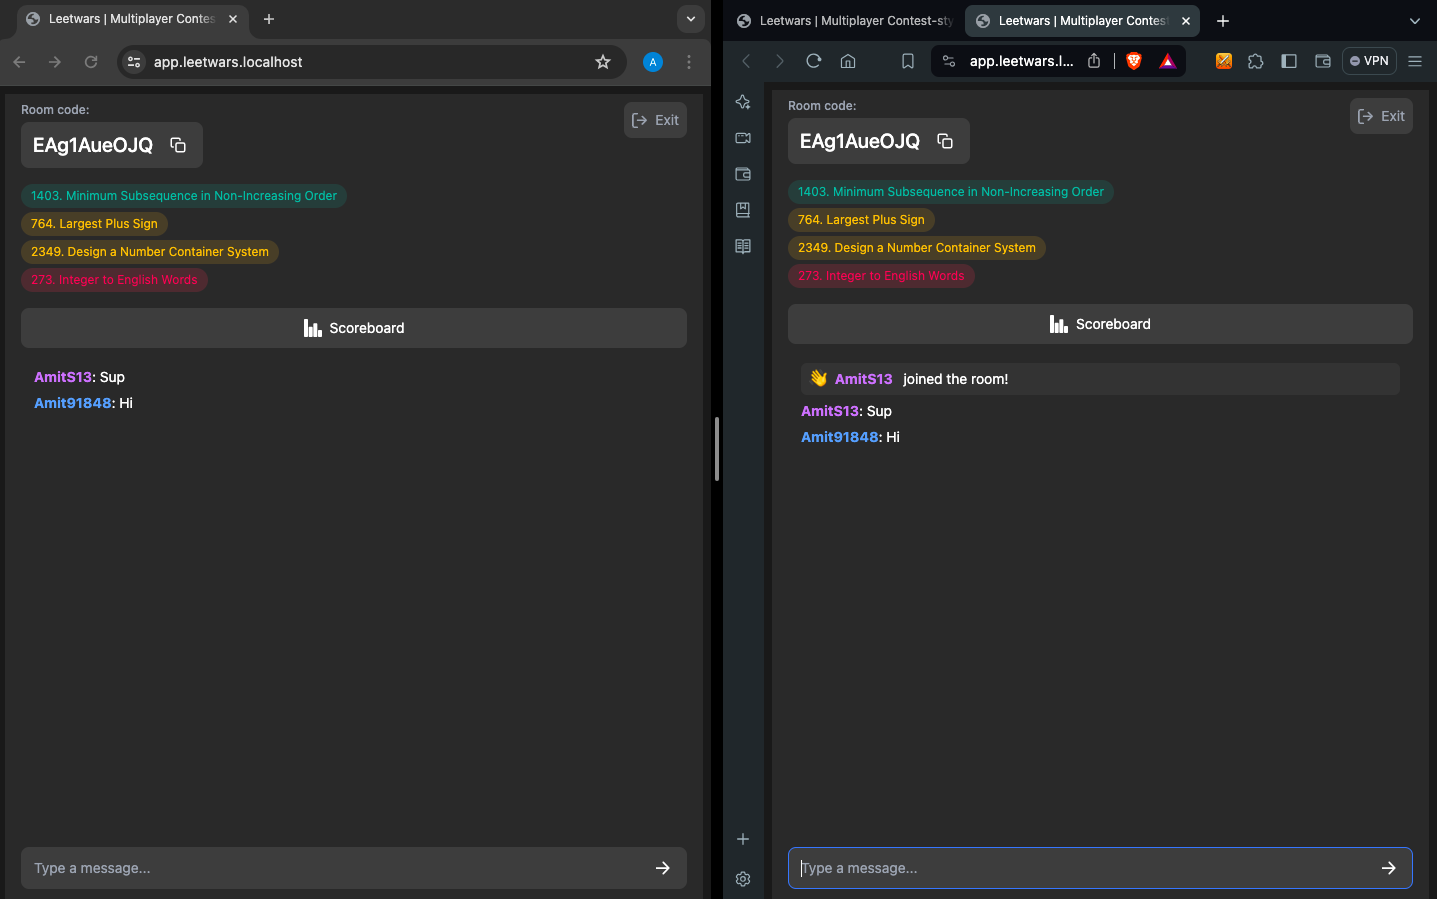 Leetwars | Multiplayer Contes
app.leetwars.localhost
A
Room code:
EAg1AueOJQ
Exit
1403. Minimum Subsequence in Non-Increasing Order
764. Largest Plus Sign
2349. Design a Number Container System
273. Integer to English Words
Scoreboard
AmitS13: Sup
Amit91848: Hi
Type a message...
Leetwars | Multiplayer Contest-sty
Leetwars | Multiplayer Contest
app.leetwars.l...
VPN
Room code:
EAg1AueOJQ
Exit
1403. Minimum Subsequence in Non-Increasing Order
764. Largest Plus Sign
2349. Design a Number Container System
273. Integer to English Words
Scoreboard
AmitS13 joined the room!
AmitS13: Sup
Amit91848: Hi
Type a message...